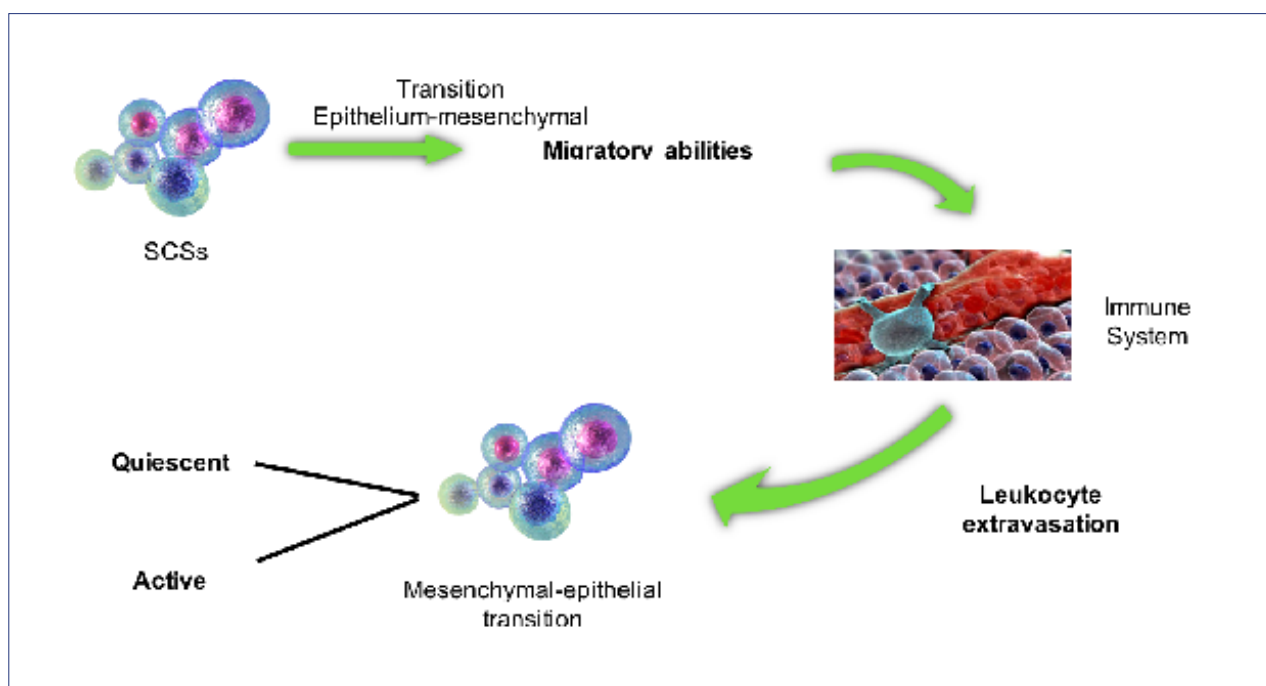 Transition
Epithelium-mesenchymal
Migratory abilities
SCSs
Immune
System
Leukocyte
extravasation
Quiescent
Active
Mesenchymal-epithelial
transition